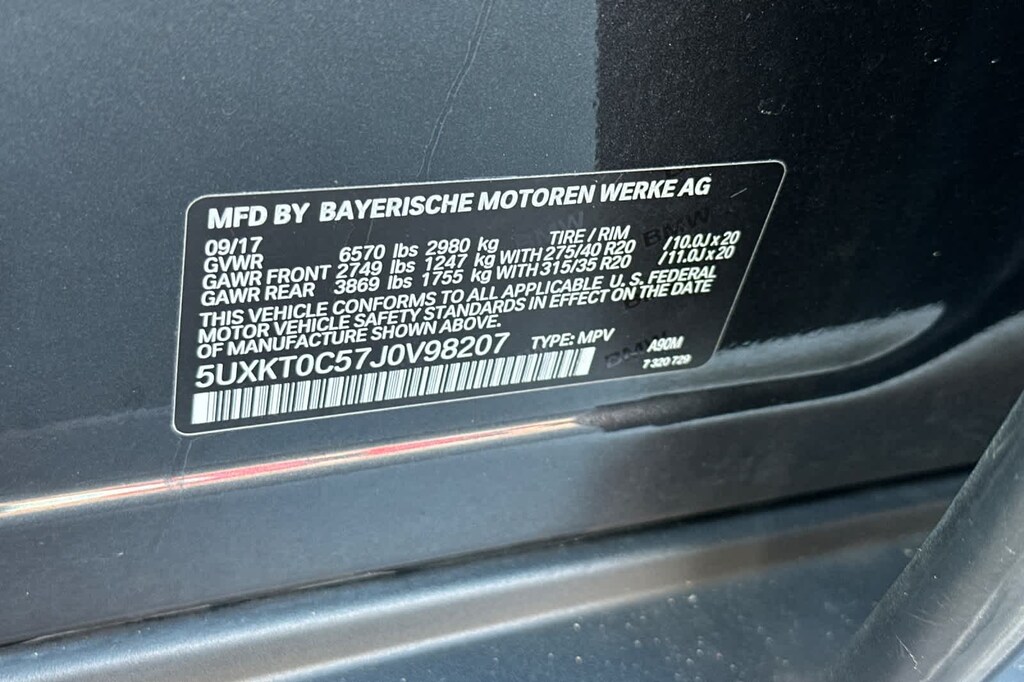 MFD BY BAYERISCHE MOTOREN WERKE AG
09/17 TIRE / RIM
GVWR 6570 lbs 2980 kg
GAWR FRONT 2749 lbs 1247 kg WITH 275/40 R20 /10.0J x 20
GAWR REAR 3869 lbs 1755 kg WITH 315/35 R20 /11.0J x 20
THIS VEHICLE CONFORMS TO ALL APPLICABLE U. S. FEDERAL
MOTOR VEHICLE SAFETY STANDARDS IN EFFECT ON THE DATE
OF MANUFACTURE SHOWN ABOVE.
5UXKT0C57J0V98207 TYPE: MPV A90M
7 320 729
BMW
BMW
BMW